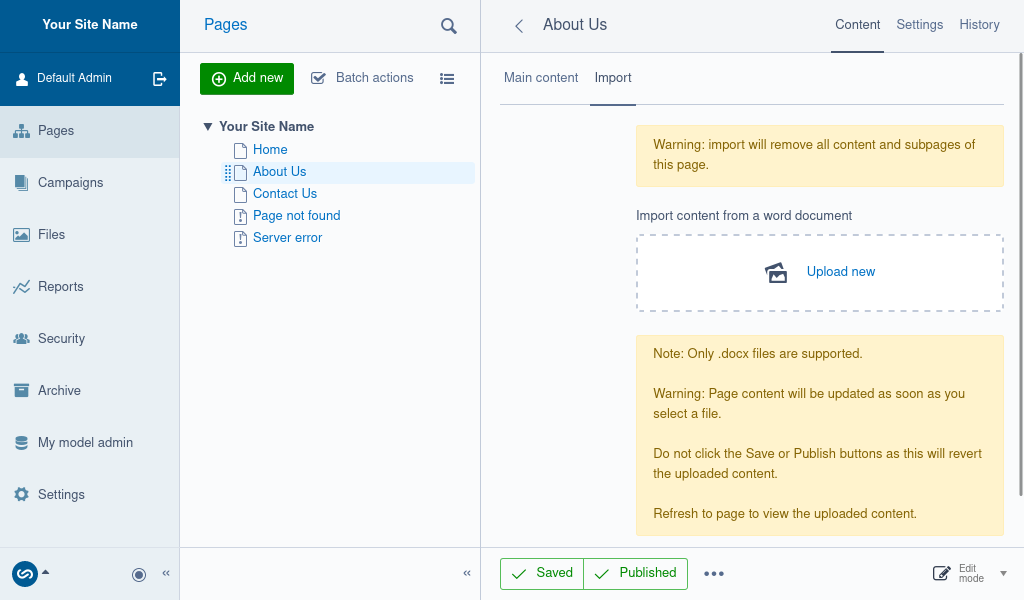 Your Site Name
Default Admin
Pages
Campaigns
Files
Reports
Security
Archive
My model admin
Settings
Pages
Add new
Batch actions
Your Site Name
Home
About Us
Contact Us
Page not found
Server error
About Us
Content
Settings
History
Main content
Import
Warning: import will remove all content and subpages of
this page.
Import content from a word document
Upload new
Note: Only .docx files are supported.
Warning: Page content will be updated as soon as you
select a file.
Do not click the Save or Publish buttons as this will revert
the uploaded content.
Refresh to page to view the uploaded content.
Saved
Published
Edit
mode